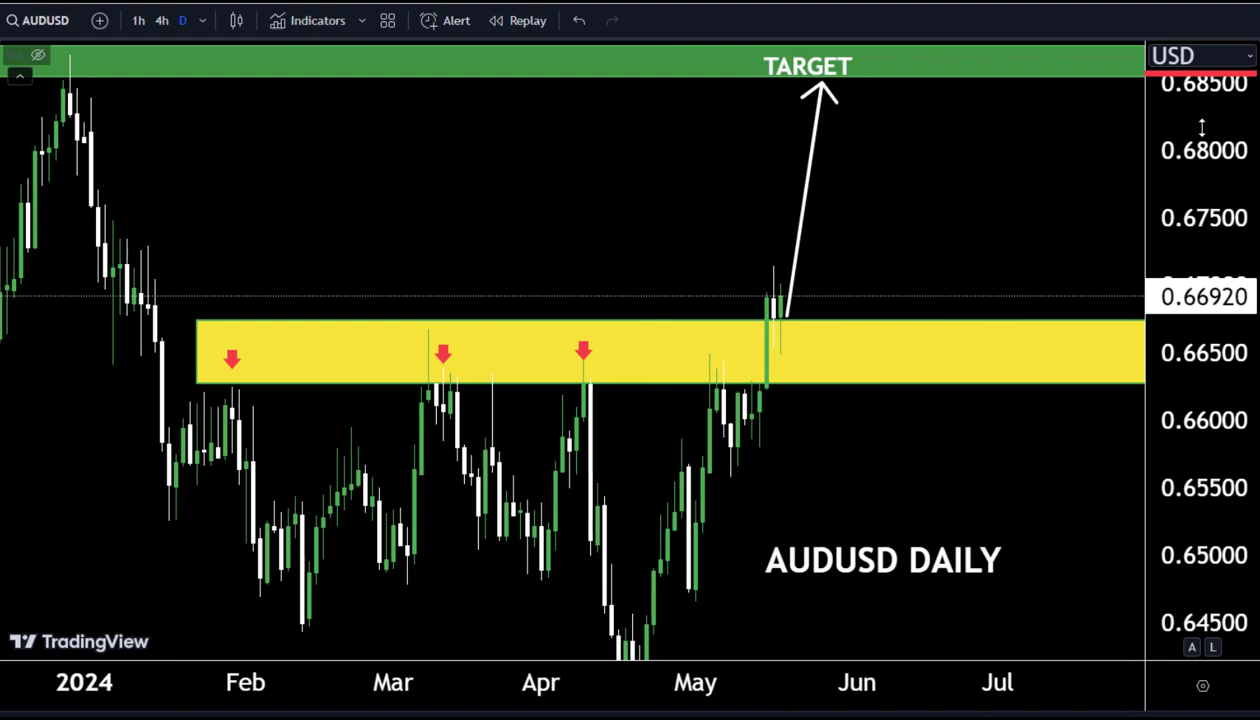 AUDUSD 1h 4h D Indicators Alert Replay
TARGET
USD
0.68500
0.68000
0.67500
0.66920
0.66500
0.66000
0.65500
0.65000
0.64500
AUDUSD DAILY
TradingView
A L
2024 Feb Mar Apr May Jun Jul